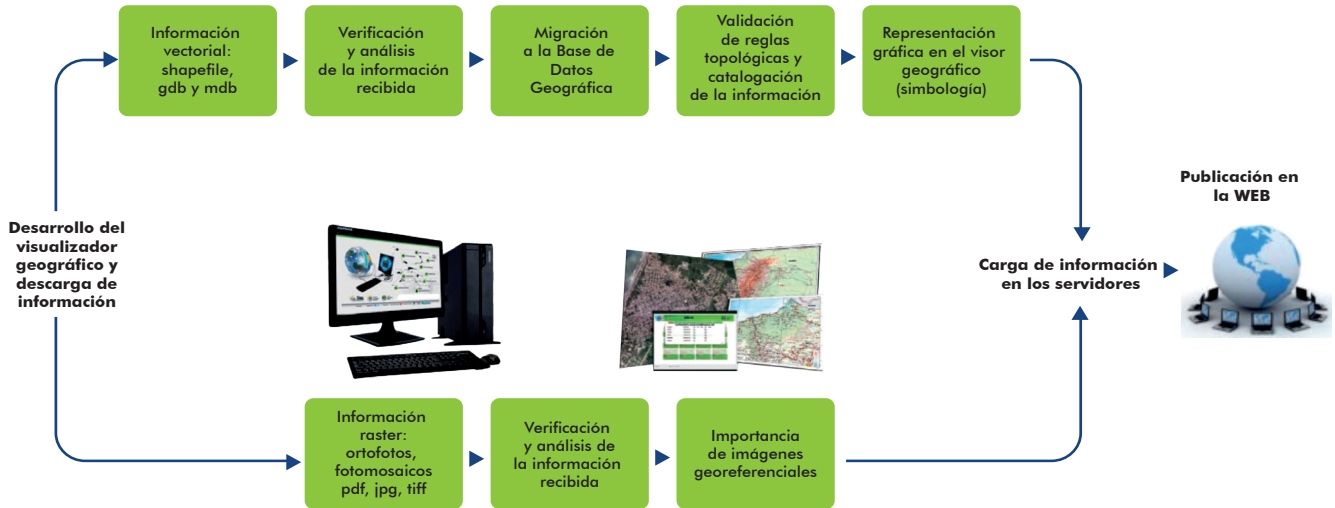 Información
vectorial:
shapefile,
gdb y mdb
Verificación
y análisis
de la información
recibida
Migración
a la Base de
Datos
Geográfica
Validación
de reglas
topológicas y
catalogación
de la información
Representación
gráfica en el visor
geográfico
(simbología)
Desarrollo del
visualizador
geográfico y
descarga de
información
Carga de información
en los servidores
Publicación en
la WEB
Información
raster:
ortofotos,
fotomosaicos
pdf, jpg, tiff
Verificación
y análisis de
la información
recibida
Importancia
de imágenes
georeferenciales